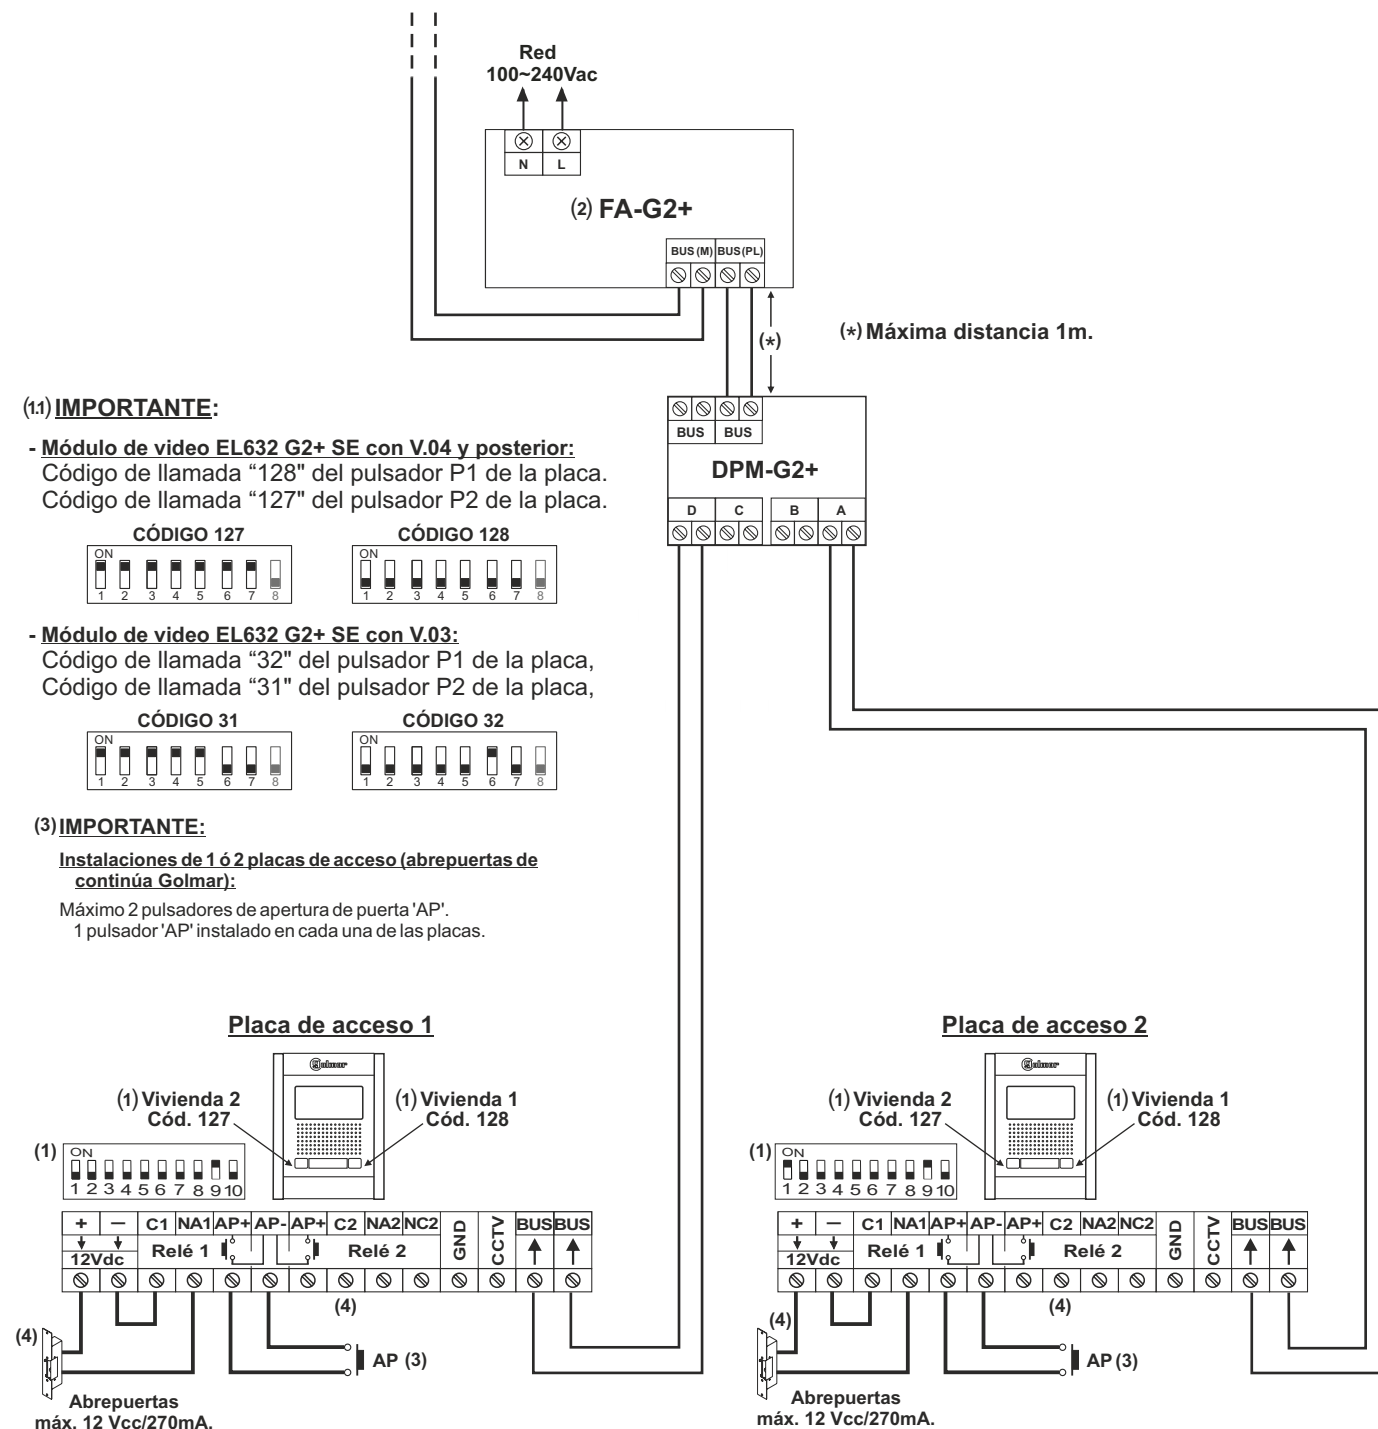 Red
100~240Vac
N L
(2) FA-G2+
BUS (M) BUS (PL)
(*)
(*) Máxima distancia 1m.
BUS BUS
DPM-G2+
D C B A
(1.1) IMPORTANTE:
- Módulo de video EL632 G2+ SE con V.04 y posterior:
Código de llamada “128" del pulsador P1 de la placa.
Código de llamada “127" del pulsador P2 de la placa.
CÓDIGO 127
ON
1 2 3 4 5 6 7 8
CÓDIGO 128
ON
1 2 3 4 5 6 7 8
- Módulo de video EL632 G2+ SE con V.03:
Código de llamada “32" del pulsador P1 de la placa,
Código de llamada “31" del pulsador P2 de la placa,
CÓDIGO 31
ON
1 2 3 4 5 6 7 8
CÓDIGO 32
ON
1 2 3 4 5 6 7 8
(3) IMPORTANTE:
Instalaciones de 1 ó 2 placas de acceso (abrepuertas de
continúa Golmar):
Máximo 2 pulsadores de apertura de puerta 'AP'.
1 pulsador 'AP' instalado en cada una de las placas.
Placa de acceso 1
Golmar
(1) Vivienda 2
Cód. 127
(1) Vivienda 1
Cód. 128
(1)
ON
1 2 3 4 5 6 7 8 9 10
+ — C1 NA1 AP+ AP- AP+ C2 NA2 NC2 GND CCTV BUS BUS
12Vdc Relé 1 Relé 2
(4)
(4)
AP (3)
Abrepuertas
máx. 12 Vcc/270mA.
Placa de acceso 2
Golmar
(1) Vivienda 2
Cód. 127
(1) Vivienda 1
Cód. 128
(1)
ON
1 2 3 4 5 6 7 8 9 10
+ — C1 NA1 AP+ AP- AP+ C2 NA2 NC2 GND CCTV BUS BUS
12Vdc Relé 1 Relé 2
(4)
(4)
AP (3)
Abrepuertas
máx. 12 Vcc/270mA.